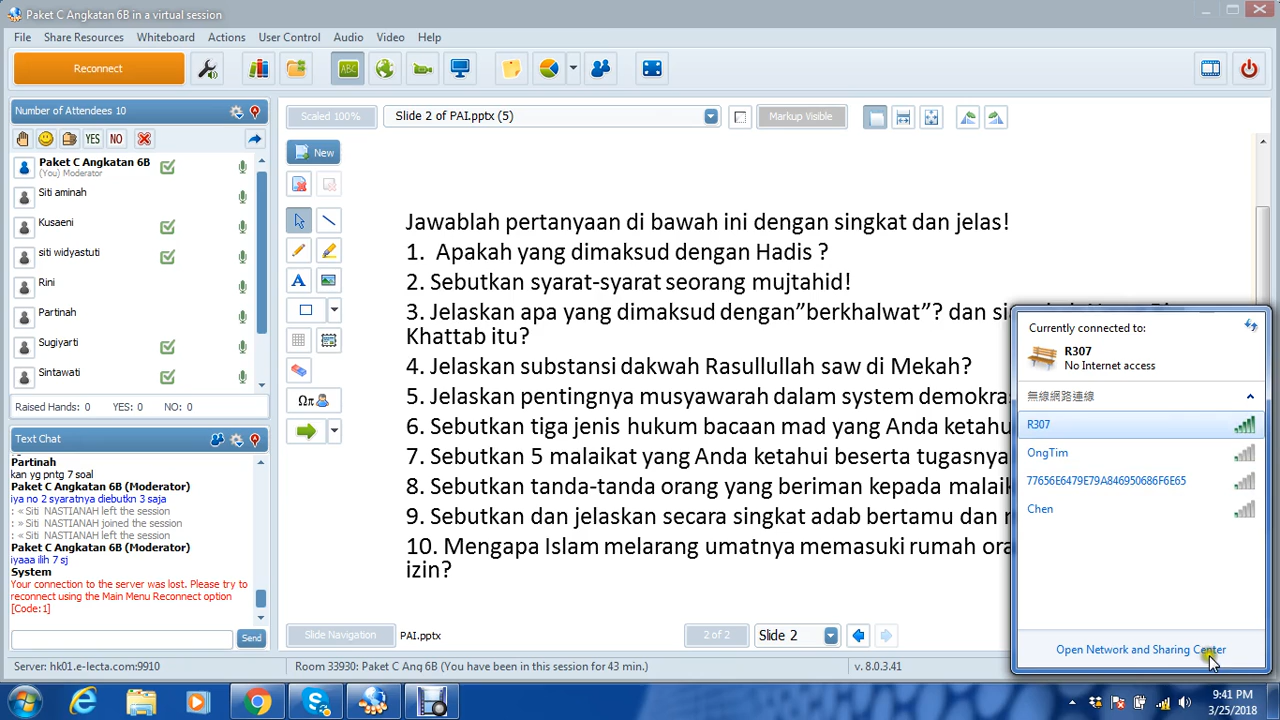 Paket C Angkatan 6B in a virtual session
File Share Resources Whiteboard Actions User Control Audio Video Help
Reconnect
ABC
Number of Attendees 10
YES NO
Paket C Angkatan 6B
(You) Moderator
Siti aminah
Kusaeni
siti widyastuti
Rini
Partinah
Sugiyarti
Sintawati
Raised Hands: 0 YES: 0 NO: 0
Text Chat
Partinah
kan yg pntg 7 soal
Paket C Angkatan 6B (Moderator)
iya no 2 syaratnya diebutkn 3 saja
: « Siti NASTIANAH left the session
: » Siti NASTIANAH joined the session
: « Siti NASTIANAH left the session
Paket C Angkatan 6B (Moderator)
iyaaa ilih 7 sj
System
Your connection to the server was lost. Please try to
reconnect using the Main Menu Reconnect option
[Code:1]
Send
Scaled 100% Slide 2 of PAI.pptx (5) Markup Visible
New
A
Ωπ
Jawablah pertanyaan di bawah ini dengan singkat dan jelas!
1. Apakah yang dimaksud dengan Hadis ?
2. Sebutkan syarat-syarat seorang mujtahid!
3. Jelaskan apa yang dimaksud dengan”berkhalwat”? dan
Khattab itu?
4. Jelaskan substansi dakwah Rasullullah saw di Mekah?
5. Jelaskan pentingnya musyawarah dalam system demokra
6. Sebutkan tiga jenis hukum bacaan mad yang Anda ketahu
7. Sebutkan 5 malaikat yang Anda ketahui beserta tugasnya
8. Sebutkan tanda-tanda orang yang beriman kepada malaik
9. Sebutkan dan jelaskan secara singkat adab bertamu dan
10. Mengapa Islam melarang umatnya memasuki rumah ora
izin?
Slide Navigation PAI.pptx 2 of 2 Slide 2
Server: hk01.e-lecta.com:9910 Room 33930: Paket C Ang 6B (You have been in this session for 43 min.) v. 8.0.3.41
Currently connected to:
R307
No Internet access
無線網路連線
R307
OngTim
77656E6479E79A846950686F6E65
Chen
Open Network and Sharing Center
9:41 PM
3/25/2018